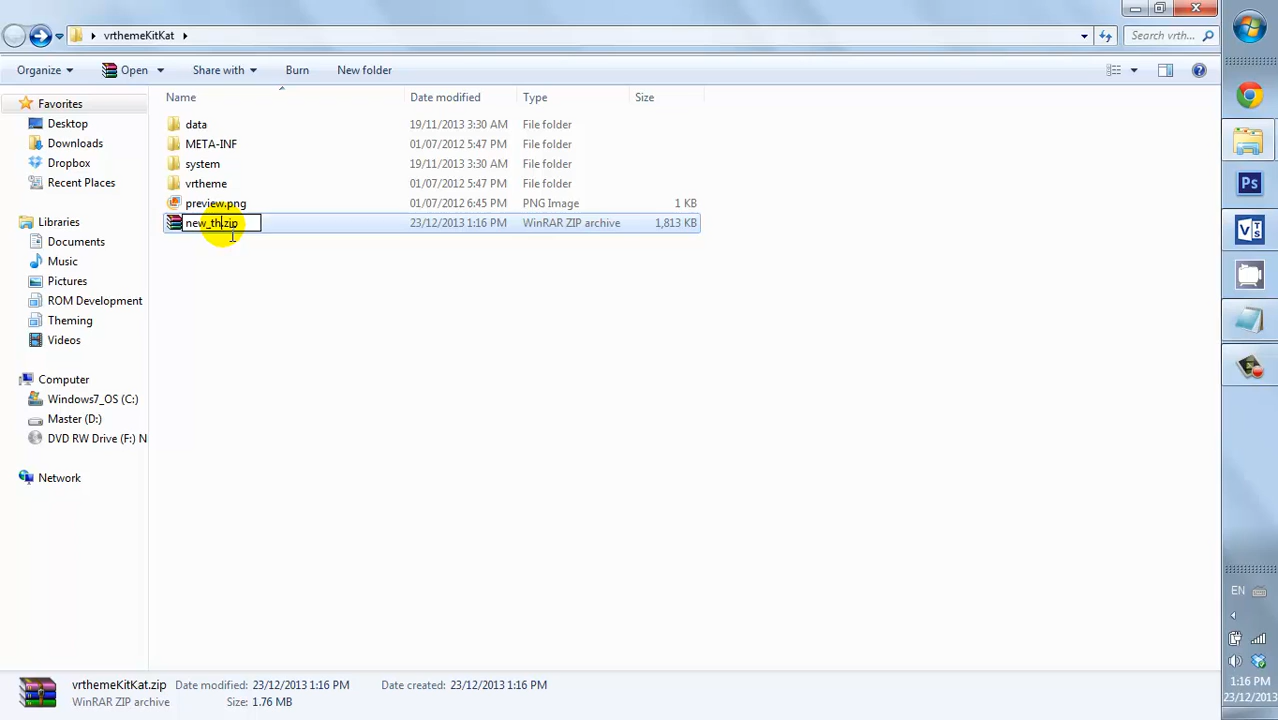 vrthemeKitKat
Search vrth...
Organize Open Share with Burn New folder
Name Date modified Type Size
Favorites
Desktop
Downloads
Dropbox
Recent Places
Libraries
Documents
Music
Pictures
ROM Development
Theming
Videos
Computer
Windows7_OS (C:)
Master (D:)
DVD RW Drive (F:) N
Network
data 19/11/2013 3:30 AM File folder
META-INF 01/07/2012 5:47 PM File folder
system 19/11/2013 3:30 AM File folder
vrtheme 01/07/2012 5:47 PM File folder
preview.png 01/07/2012 6:45 PM PNG Image 1 KB
new_th.zip 23/12/2013 1:16 PM WinRAR ZIP archive 1,813 KB
vrthemeKitKat.zip Date modified: 23/12/2013 1:16 PM Date created: 23/12/2013 1:16 PM
WinRAR ZIP archive Size: 1.76 MB
Ps
VTS
EN
1:16 PM
23/12/2013